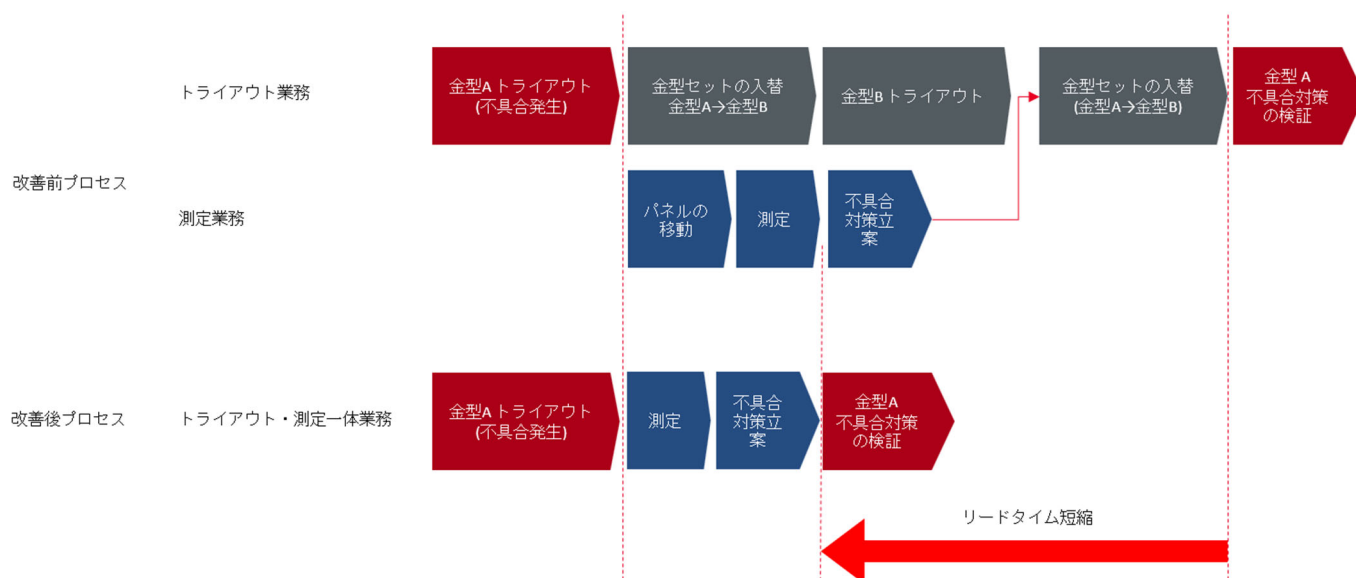 トライアウト業務
金型A トライアウト
(不具合発生)
金型セットの入替
金型A→金型B
金型B トライアウト
金型セットの入替
(金型A→金型B)
金型 A
不具合対策
の検証
改善前プロセス
測定業務
パネルの
移動
測定
不具合
対策立
案
改善後プロセス
トライアウト・測定一体業務
金型A トライアウト
(不具合発生)
測定
不具合
対策立
案
金型A
不具合対策
の検証
リードタイム短縮